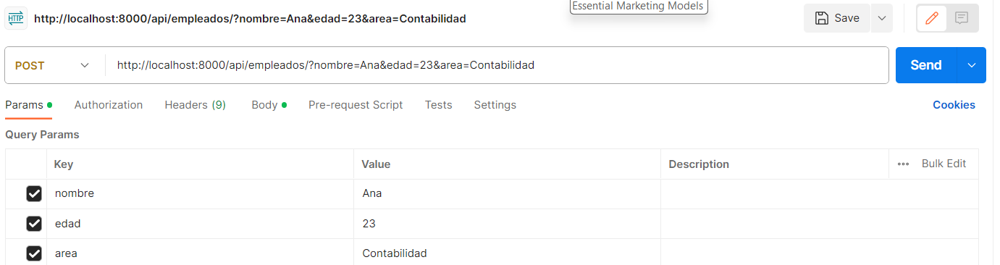 Essential Marketing Models
HTTP http://localhost:8000/api/empleados/?nombre=Ana&edad=23&area=Contabilidad Save
POST http://localhost:8000/api/empleados/?nombre=Ana&edad=23&area=Contabilidad Send
Params Authorization Headers (9) Body Pre-request Script Tests Settings Cookies
Query Params
Key Value Description Bulk Edit
nombre Ana
edad 23
area Contabilidad